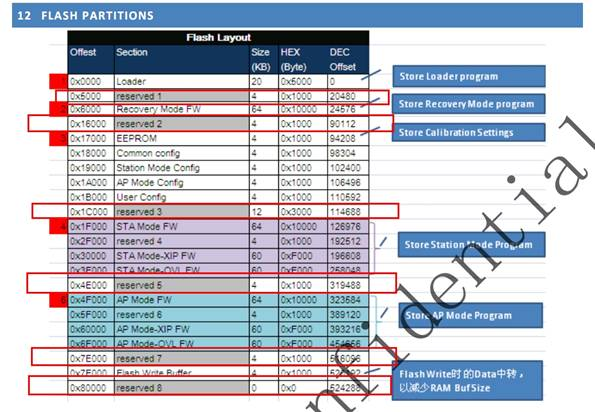 12 FLASH PARTITIONS
Flash Layout
Offest Section Size (KB) HEX (Byte) DEC Offset
1 0x0000 Loader 20 0x5000 0
0x5000 reserved 1 4 0x1000 20480
2 0x6000 Recovery Mode FW 64 0x10000 24576
0x16000 reserved 2 4 0x1000 90112
3 0x17000 EEPROM 4 0x1000 94208
0x18000 Common config 4 0x1000 98304
0x19000 Station Mode Config 4 0x1000 102400
0x1A000 AP Mode Config 4 0x1000 106496
0x1B000 User Config 4 0x1000 110592
0x1C000 reserved 3 12 0x3000 114688
4 0x1F000 STA Mode FW 64 0x10000 126976
0x2F000 reserved 4 4 0x1000 192512
0x30000 STA Mode-XIP FW 60 0xF000 196608
0x3F000 STA Mode-OVL FW 60 0xF000 258048
0x4E000 reserved 5 4 0x1000 319488
0x4F000 AP Mode FW 64 0x10000 323584
0x5F000 reserved 6 4 0x1000 389120
0x60000 AP Mode-XIP FW 60 0xF000 393216
0x6F000 AP Mode-OVL FW 60 0xF000 454656
0x7E000 reserved 7 4 0x1000 516096
0x7F000 Flash Write Buffer 4 0x1000
0x80000 reserved 8 0 0x0 524288
Store Loader program
Store Recovery Mode program
Store Calibration Settings
Store Station Mode Program
Store AP Mode Program
Flash Write时的Data中转，
以减少RAM Buf Size
nfidential